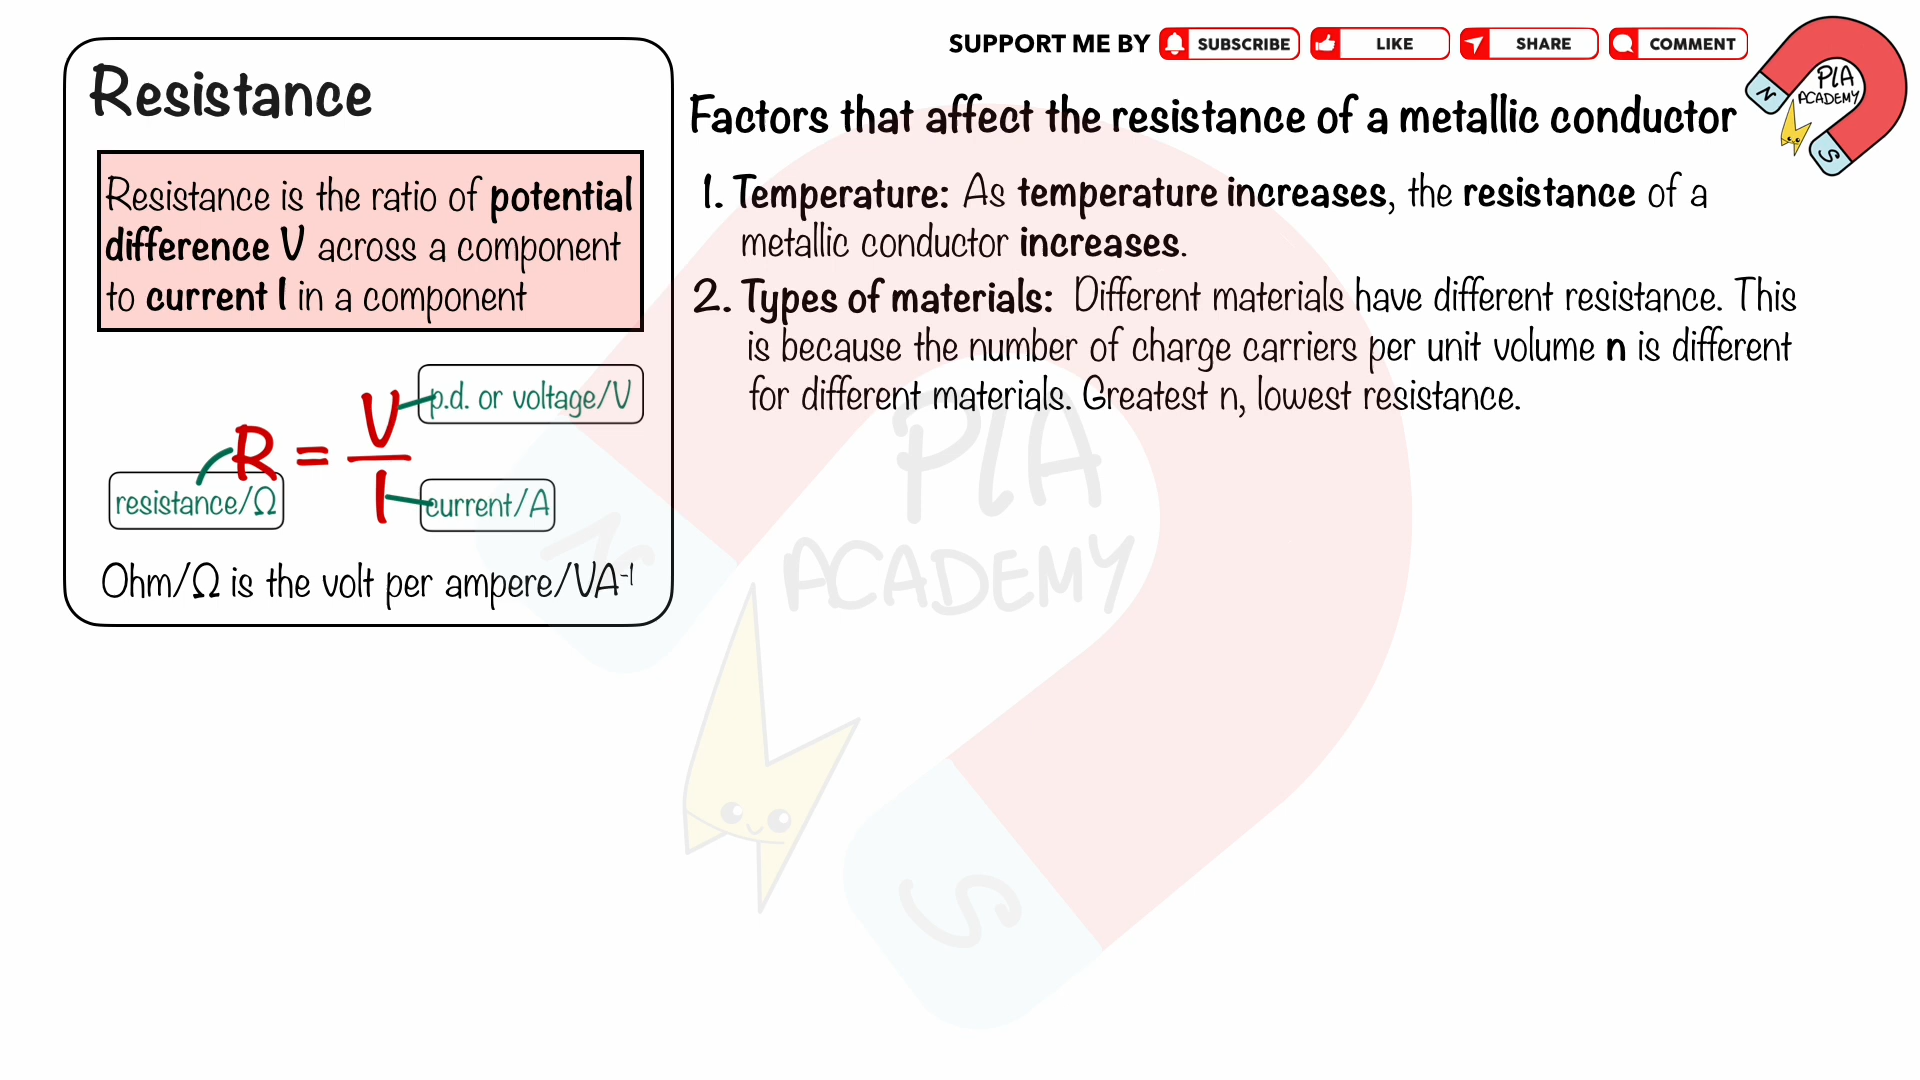 SUPPORT ME BY SUBSCRIBE LIKE SHARE COMMENT
PLA
ACADEMY
N
S
Resistance
Resistance is the ratio of potential
difference V across a component
to current I in a component
R = V
I
p.d. or voltage/V
resistance/Ω
current/A
Ohm/Ω is the volt per ampere/VA⁻¹
Factors that affect the resistance of a metallic conductor
1. Temperature: As temperature increases, the resistance of a
metallic conductor increases.
2. Types of materials: Different materials have different resistance. This
is because the number of charge carriers per unit volume n is different
for different materials. Greatest n, lowest resistance.
PLA
ACADEMY
N
S